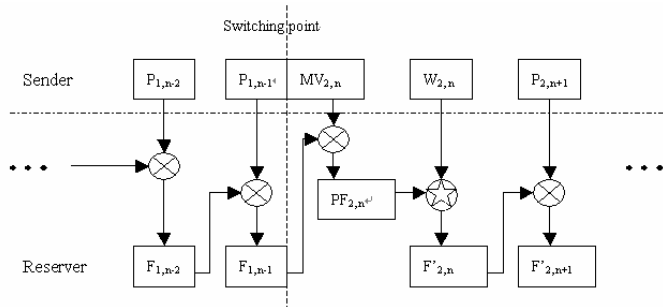 Switching point
Sender
P1,n-2
P1,n-1
MV2,n
W2,n
P2,n+1
PF2,n
Reserver
F1,n-2
F1,n-1
F'2,n
F'2,n+1